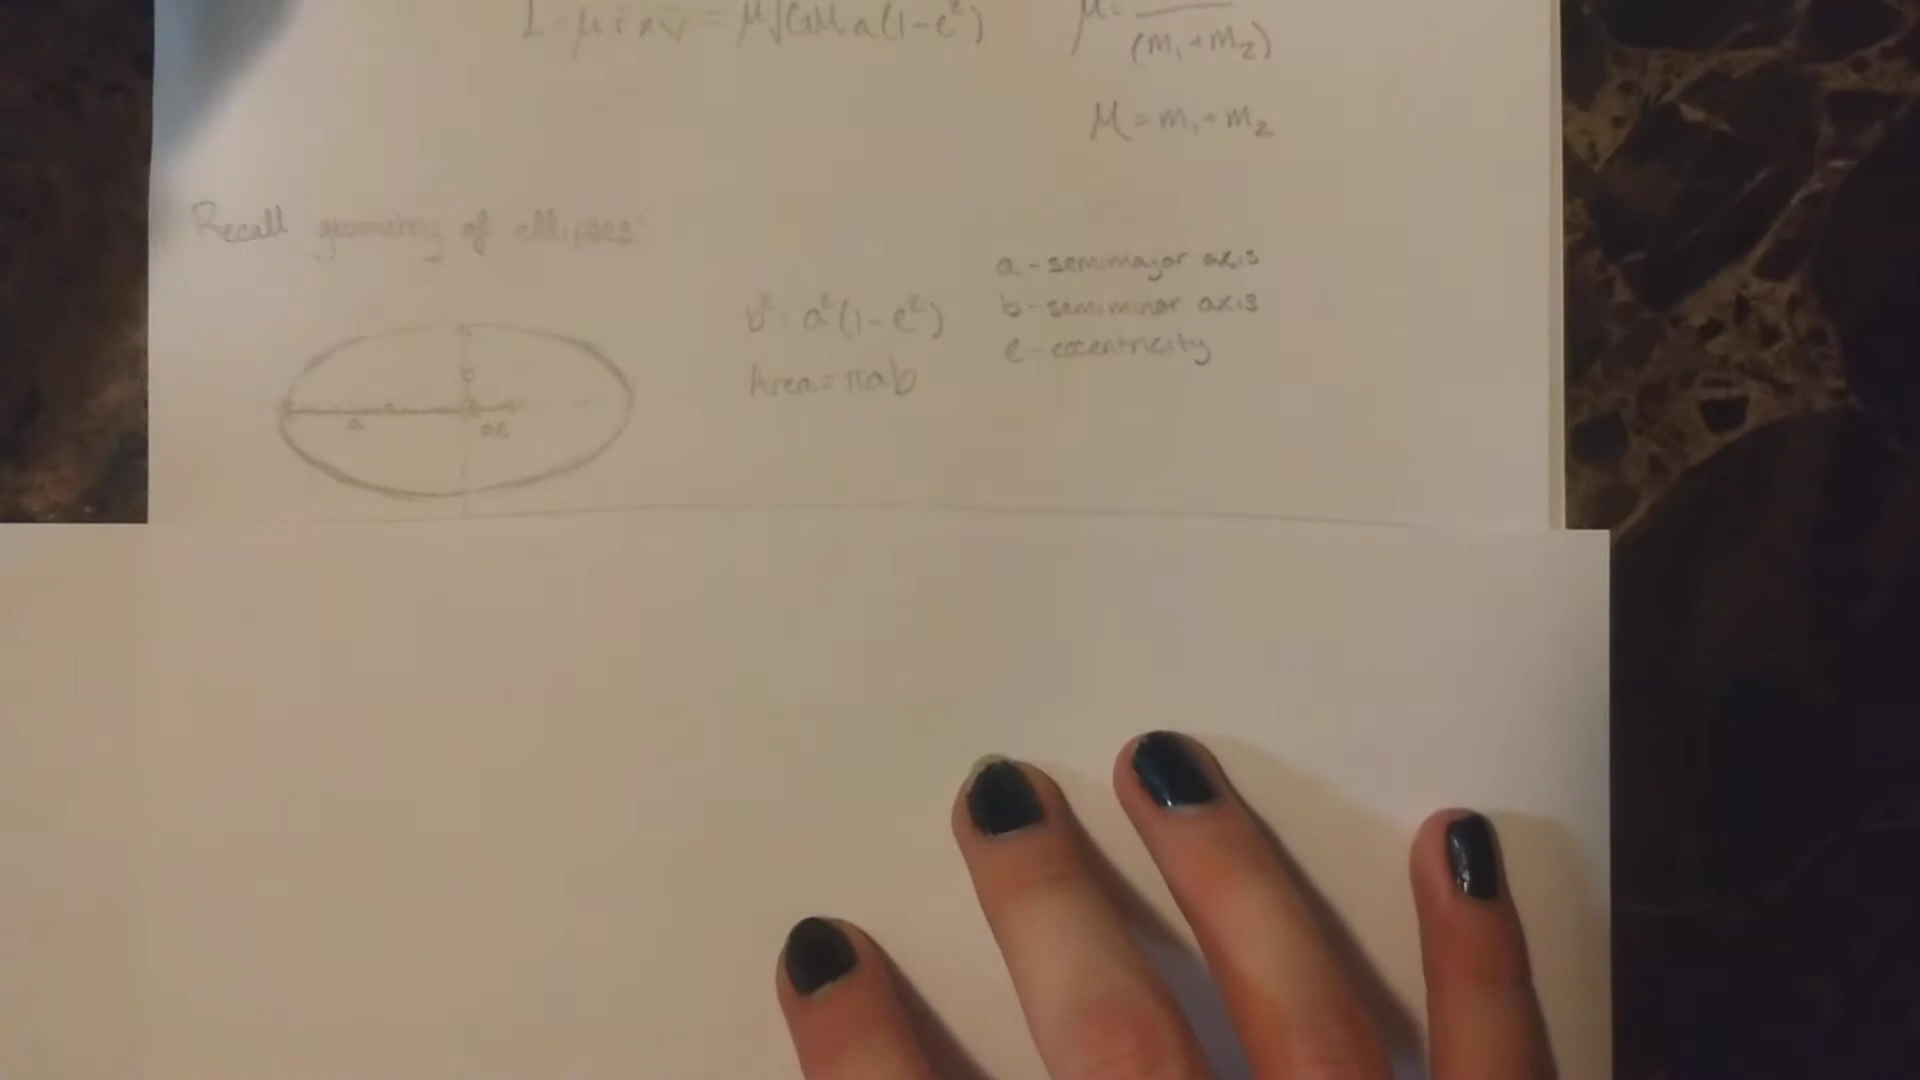 L = μ r̄ x v̄ = μ√GMa(1-e²)
μ =
(m₁+m₂)
M = m₁+m₂
Recall geometry of ellipses:
a - semimajor axis
b - semiminor axis
e - eccentricity
b² = a²(1-e²)
Area = πab
a
ae